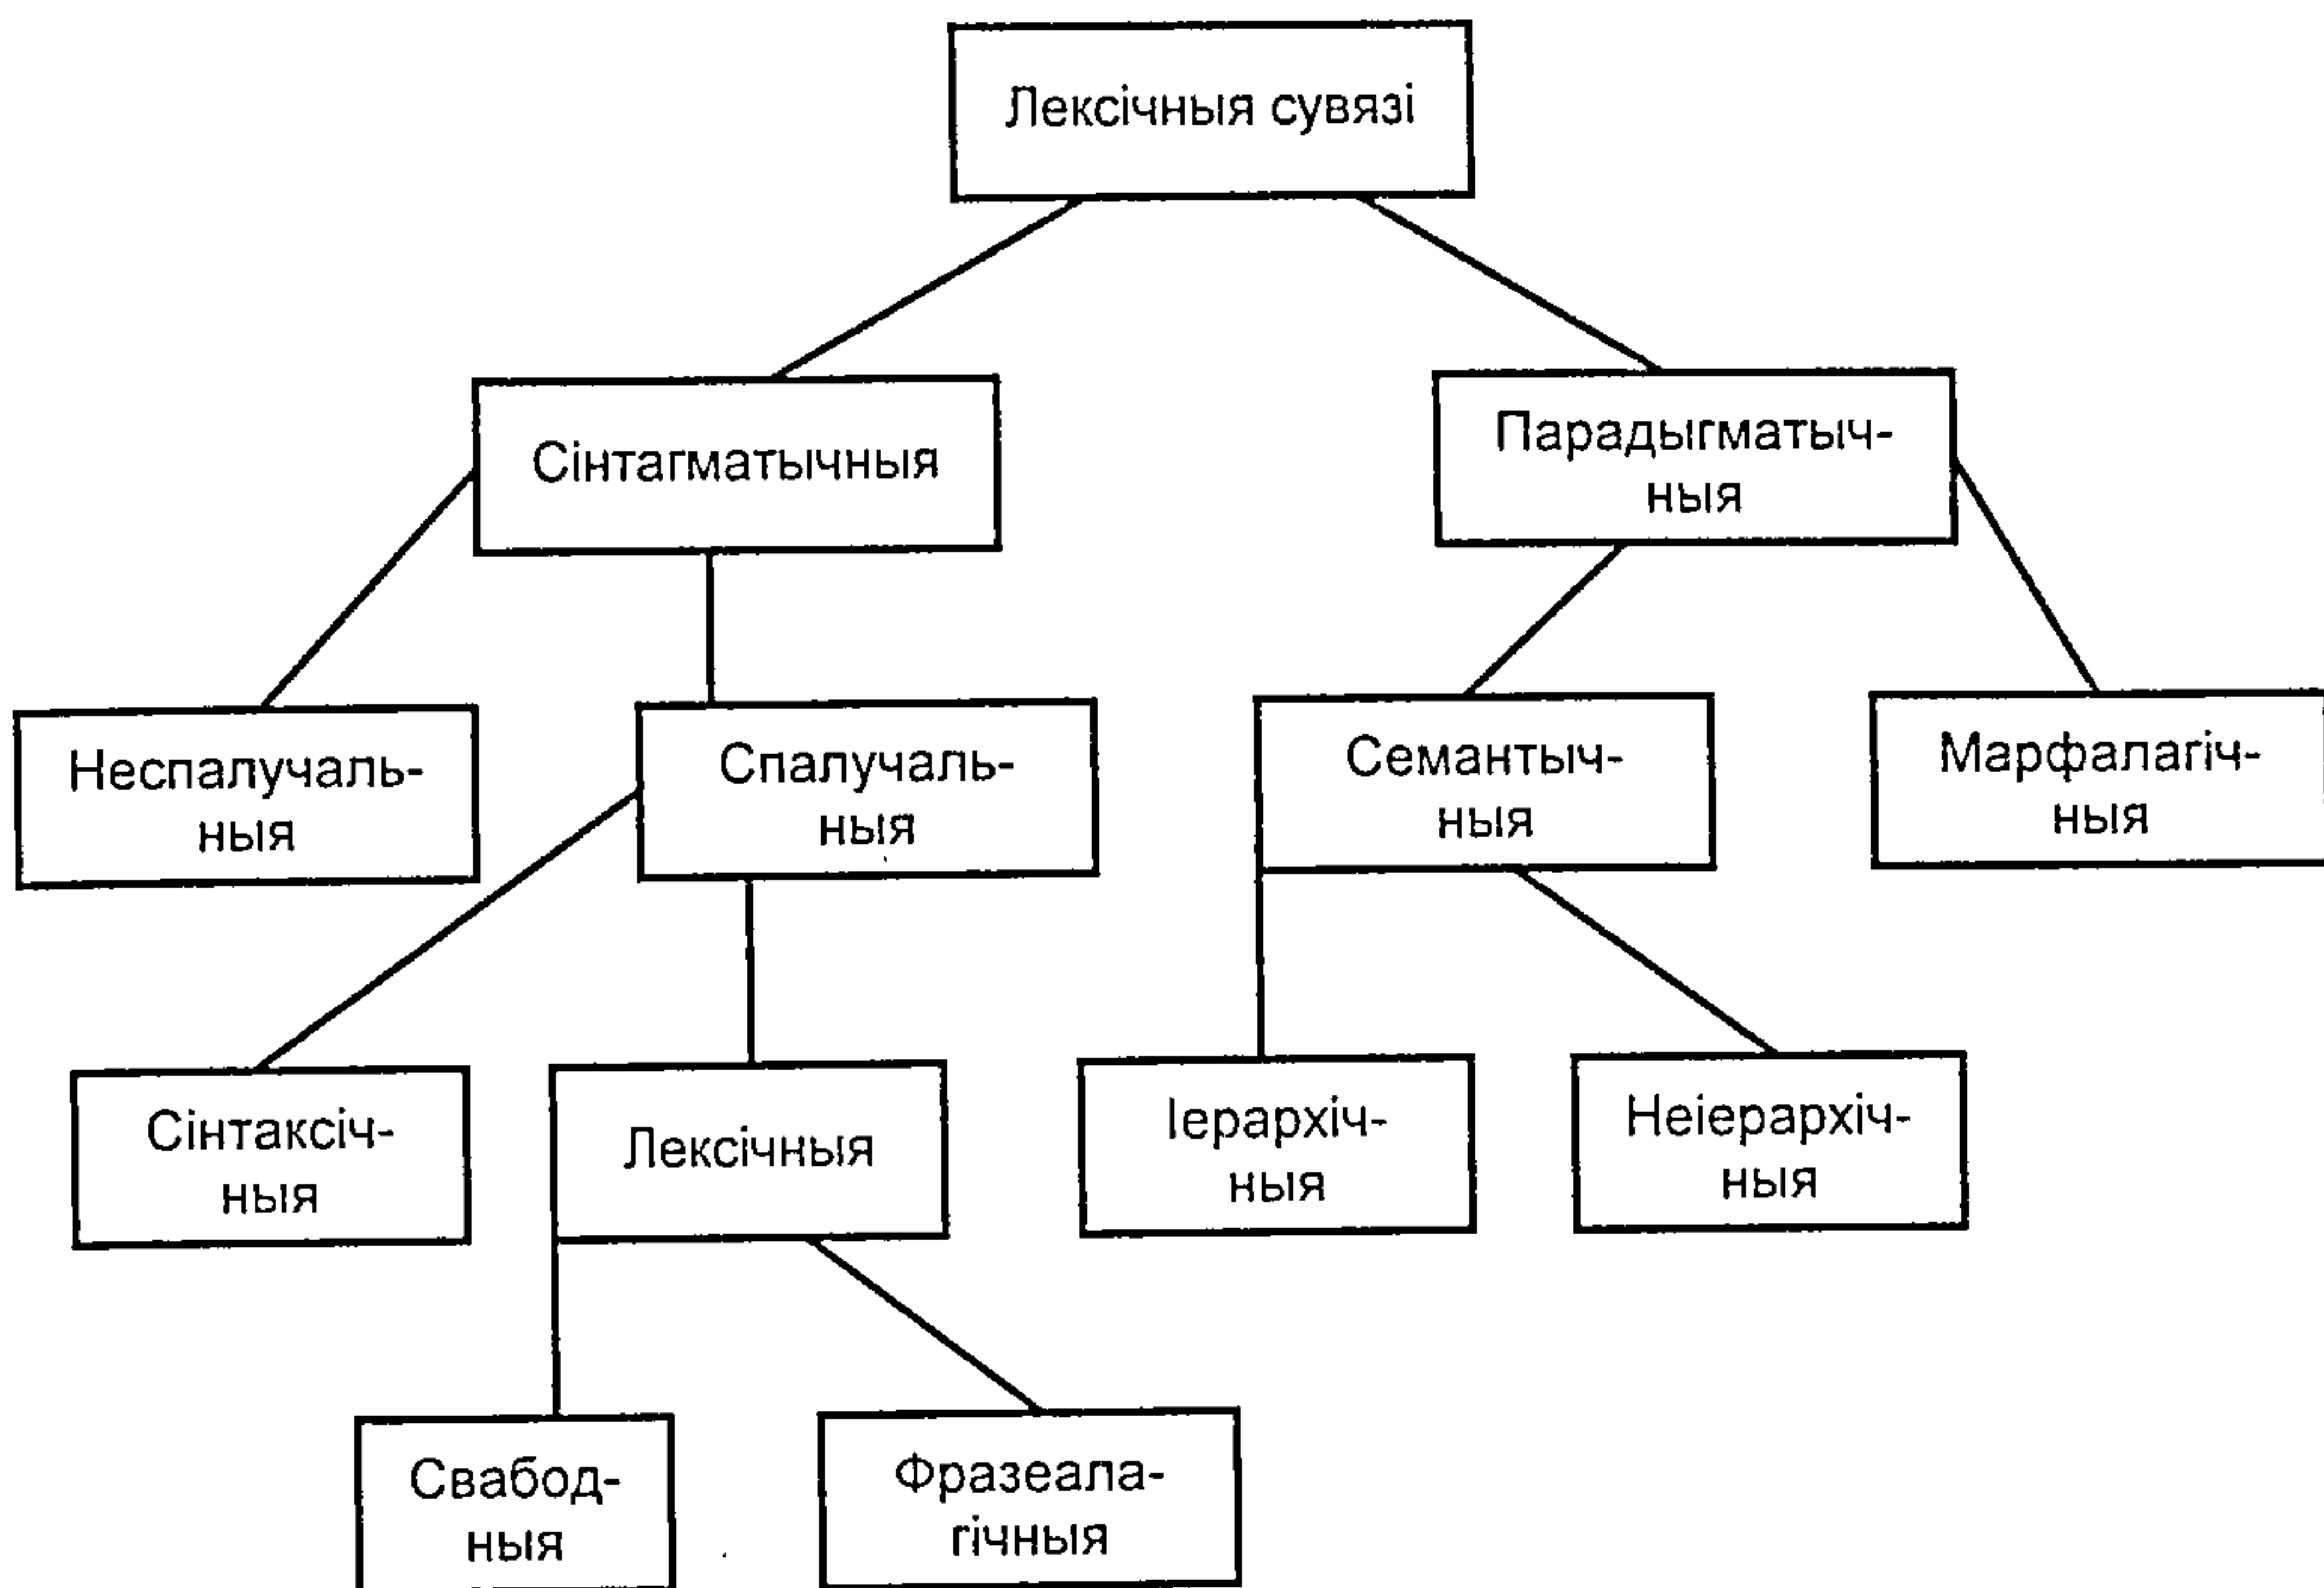 Лексічныя сувязі
Сінтагматычныя
Парадыгматыч-
ныя
Неспалучаль-
ныя
Спалучаль-
ныя
Семантыч-
ныя
Марфалагіч-
ныя
Сінтаксіч-
ныя
Лексічныя
Іерархіч-
ныя
Неіерархіч-
ныя
Свабод-
ныя
Фразеала-
гічныя